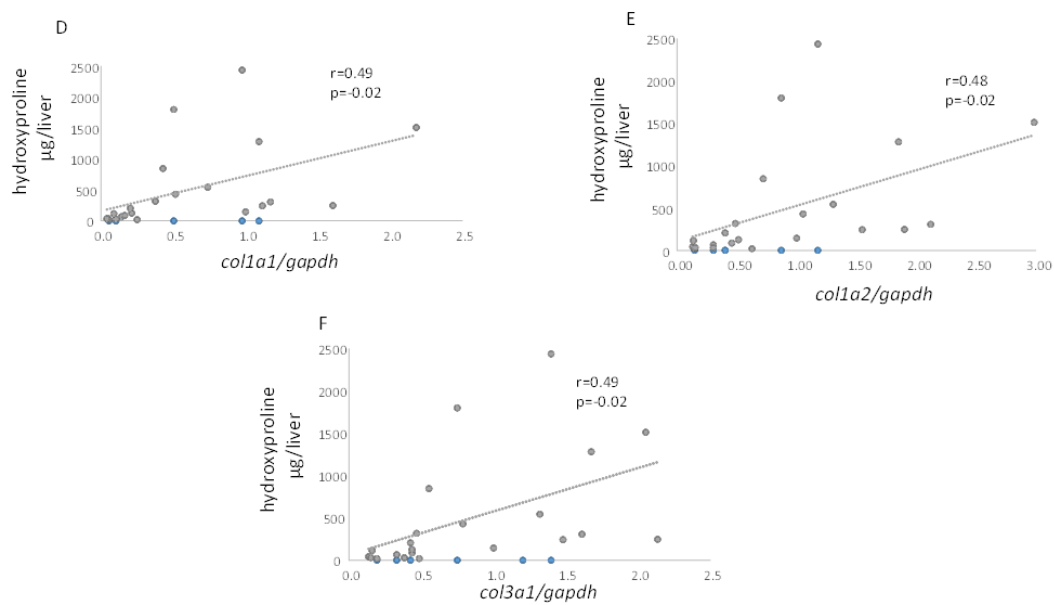 D
hydroxyproline
µg/liver
2500
2000
1500
1000
500
0
r=0.49
p=-0.02
0.0 0.5 1.0 1.5 2.0 2.5
col1a1/gapdh
E
hydroxyproline
µg/liver
2500
2000
1500
1000
500
0
r=0.48
p=-0.02
0.00 0.50 1.00 1.50 2.00 2.50 3.00
col1a2/gapdh
F
hydroxyproline
µg/liver
2500
2000
1500
1000
500
0
r=0.49
p=-0.02
0.0 0.5 1.0 1.5 2.0 2.5
col3a1/gapdh